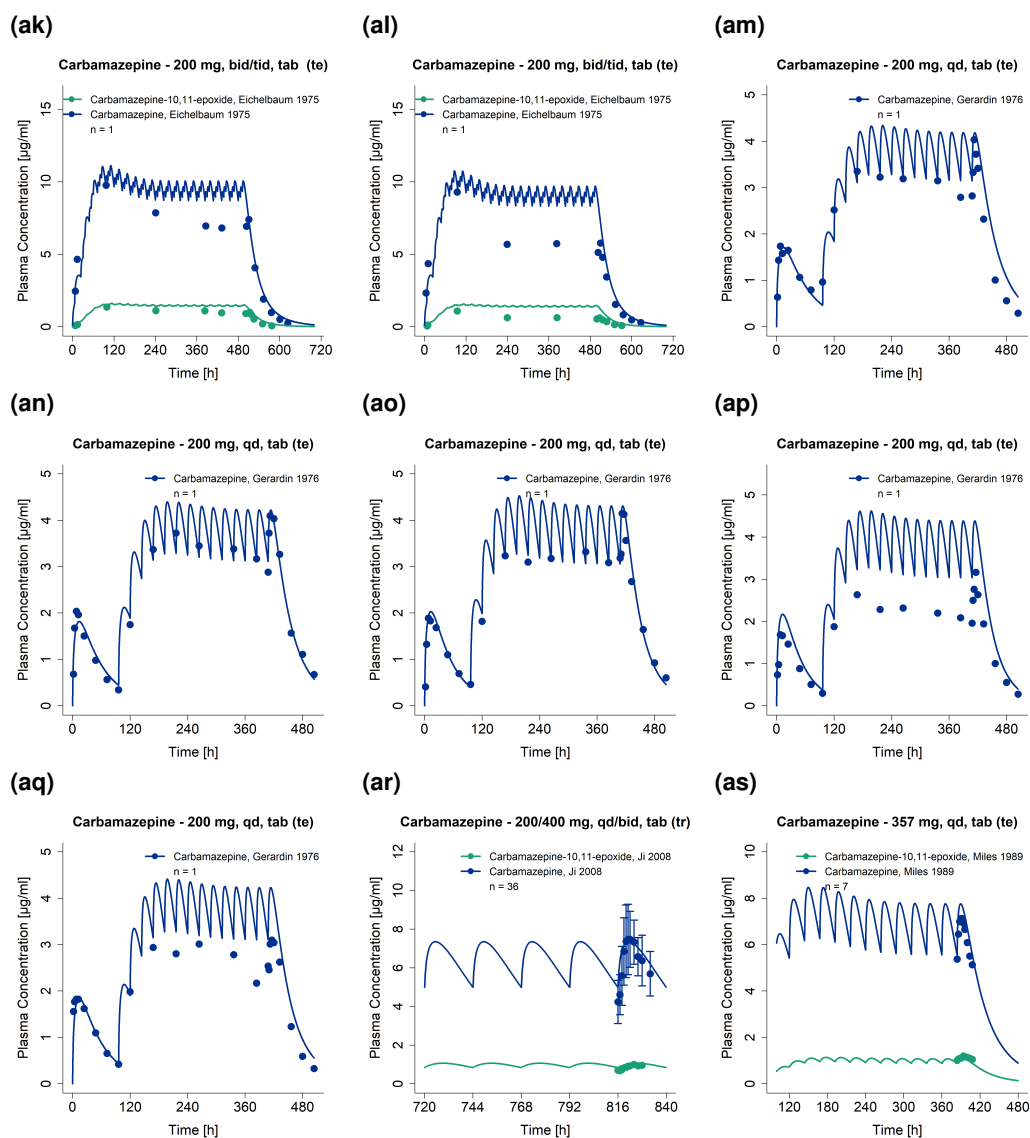 (ak)
Carbamazepine - 200 mg, bid/tid, tab (te)
Carbamazepine-10,11-epoxide, Eichelbaum 1975
Carbamazepine, Eichelbaum 1975
n = 1
Plasma Concentration [µg/ml]
15
10
5
0
0 120 240 360 480 600 720
Time [h]
(al)
Carbamazepine - 200 mg, bid/tid, tab (te)
Carbamazepine-10,11-epoxide, Eichelbaum 1975
Carbamazepine, Eichelbaum 1975
n = 1
Plasma Concentration [µg/ml]
15
10
5
0
0 120 240 360 480 600 720
Time [h]
(am)
Carbamazepine - 200 mg, qd, tab (te)
Carbamazepine, Gerardin 1976
n = 1
Plasma Concentration [µg/ml]
5
4
3
2
1
0
0 120 240 360 480
Time [h]
(an)
Carbamazepine - 200 mg, qd, tab (te)
Carbamazepine, Gerardin 1976
n = 1
Plasma Concentration [µg/ml]
5
4
3
2
1
0
0 120 240 360 480
Time [h]
(ao)
Carbamazepine - 200 mg, qd, tab (te)
Carbamazepine, Gerardin 1976
n = 1
Plasma Concentration [µg/ml]
5
4
3
2
1
0
0 120 240 360 480
Time [h]
(ap)
Carbamazepine - 200 mg, qd, tab (te)
Carbamazepine, Gerardin 1976
n = 1
Plasma Concentration [µg/ml]
5
4
3
2
1
0
0 120 240 360 480
Time [h]
(aq)
Carbamazepine - 200 mg, qd, tab (te)
Carbamazepine, Gerardin 1976
n = 1
Plasma Concentration [µg/ml]
5
4
3
2
1
0
0 120 240 360 480
Time [h]
(ar)
Carbamazepine - 200/400 mg, qd/bid, tab (tr)
Carbamazepine-10,11-epoxide, Ji 2008
Carbamazepine, Ji 2008
n = 36
Plasma Concentration [µg/ml]
12
10
8
6
4
2
0
720 744 768 792 816 840
Time [h]
(as)
Carbamazepine - 357 mg, qd, tab (te)
Carbamazepine-10,11-epoxide, Miles 1989
Carbamazepine, Miles 1989
n = 7
Plasma Concentration [µg/ml]
10
8
6
4
2
0
120 180 240 300 360 420 480
Time [h]